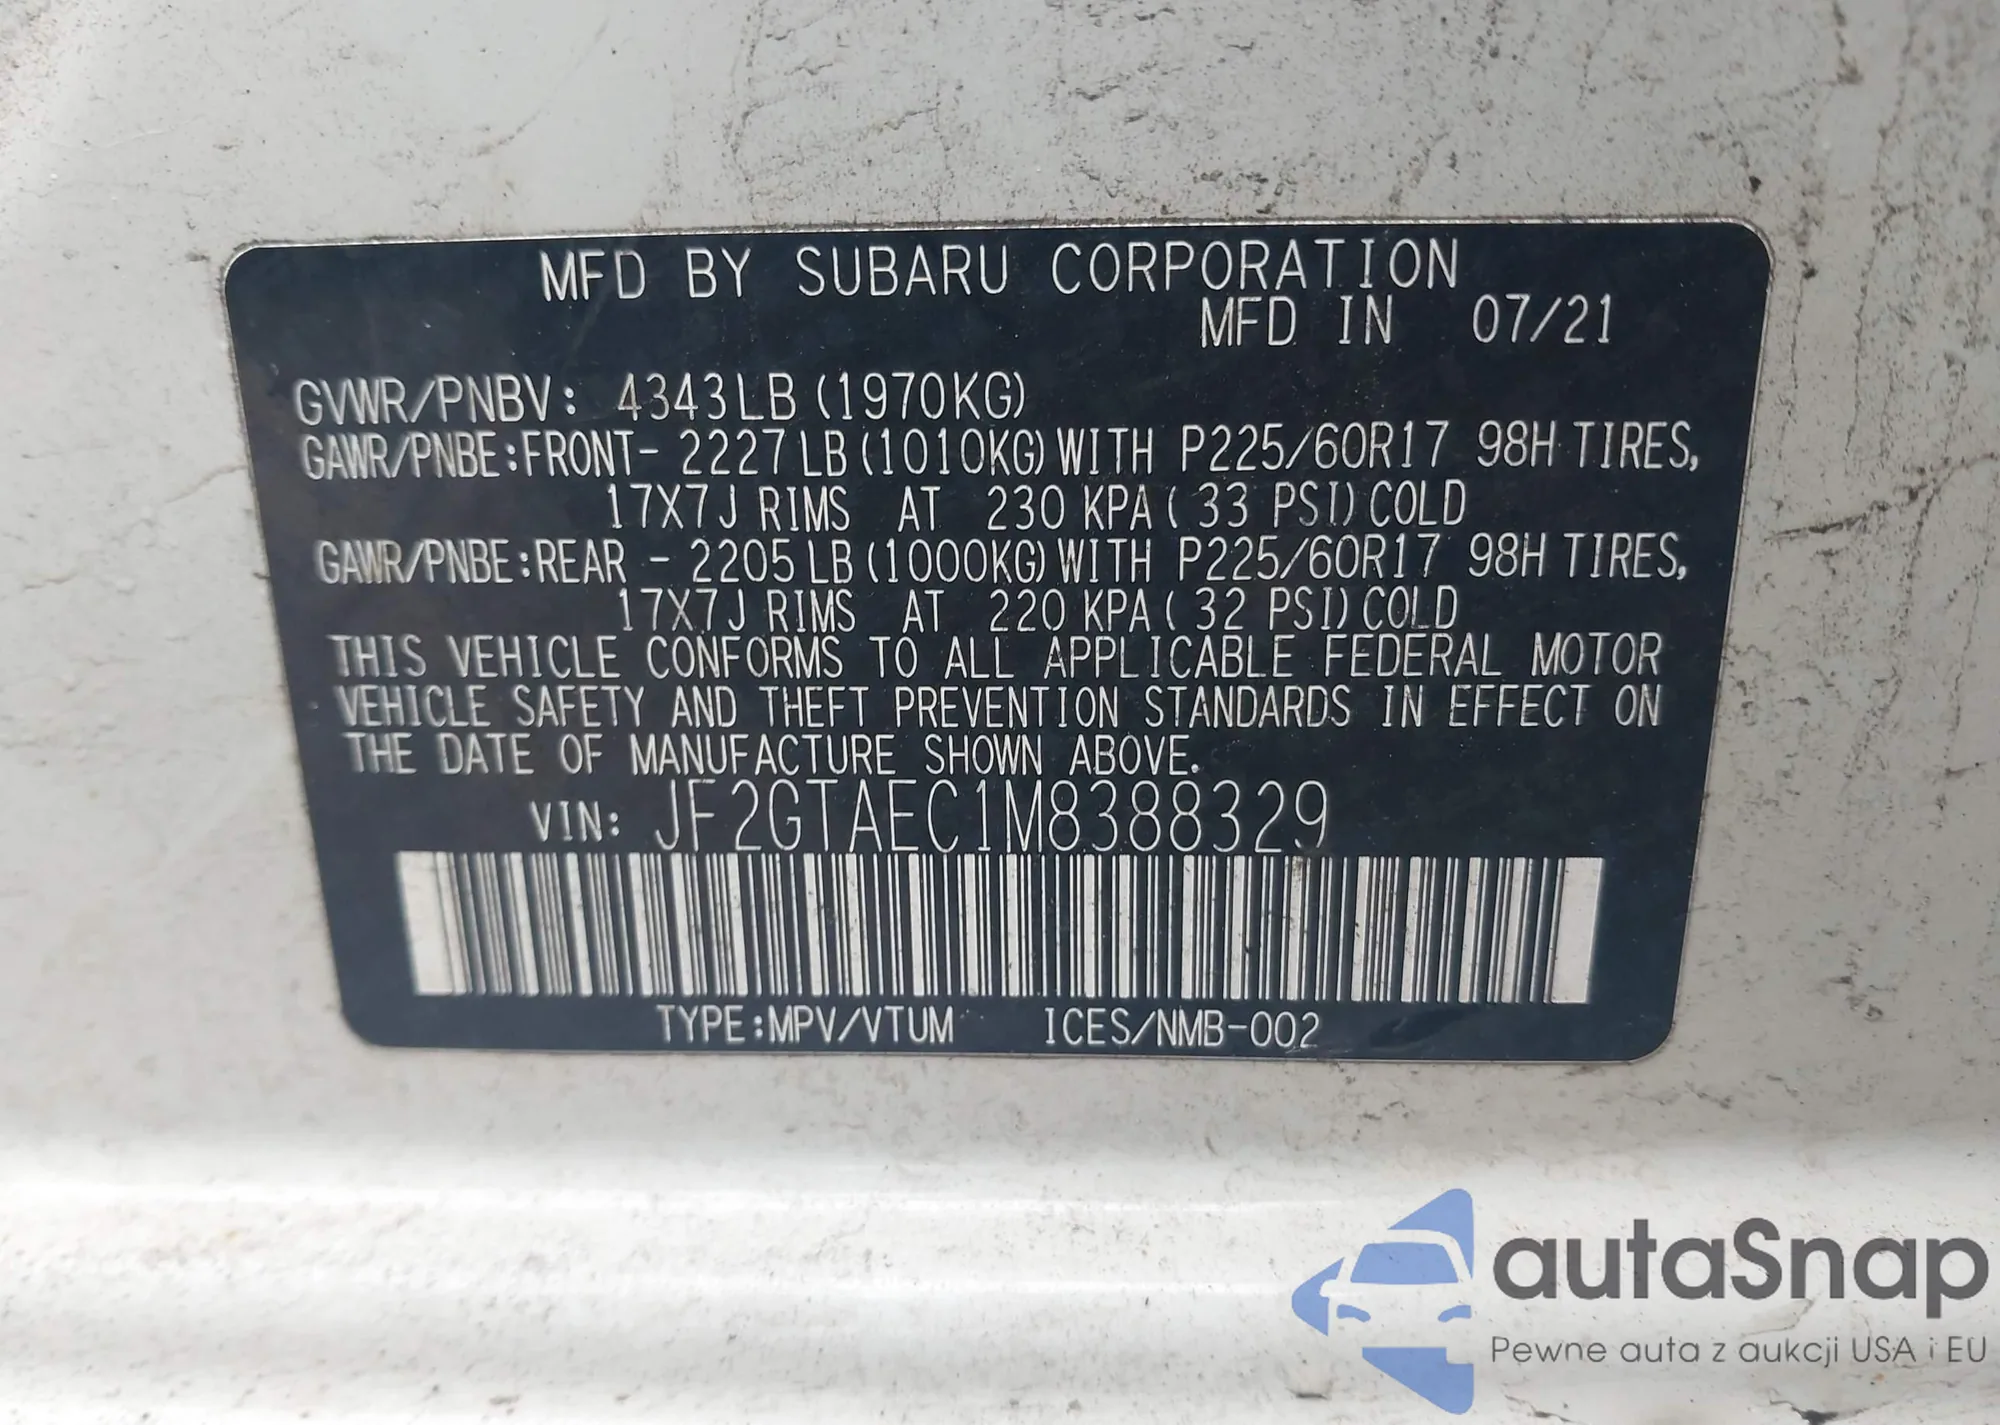 MFD BY SUBARU CORPORATION
MFD IN 07/21
GVWR/PNBV: 4343LB (1970KG)
GAWR/PNBE:FRONT- 2227LB (1010KG) WITH P225/60R17 98H TIRES,
17X7J RIMS AT 230 KPA ( 33 PSI) COLD
GAWR/PNBE:REAR - 2205LB (1000KG) WITH P225/60R17 98H TIRES,
17X7J RIMS AT 220 KPA ( 32 PSI) COLD
THIS VEHICLE CONFORMS TO ALL APPLICABLE FEDERAL MOTOR
VEHICLE SAFETY AND THEFT PREVENTION STANDARDS IN EFFECT ON
THE DATE OF MANUFACTURE SHOWN ABOVE.
VIN: JF2GTAEC1M8388329
TYPE:MPV/VTUM ICES/NMB-002
autaSnap
Pewne auta z aukcji USA i EU